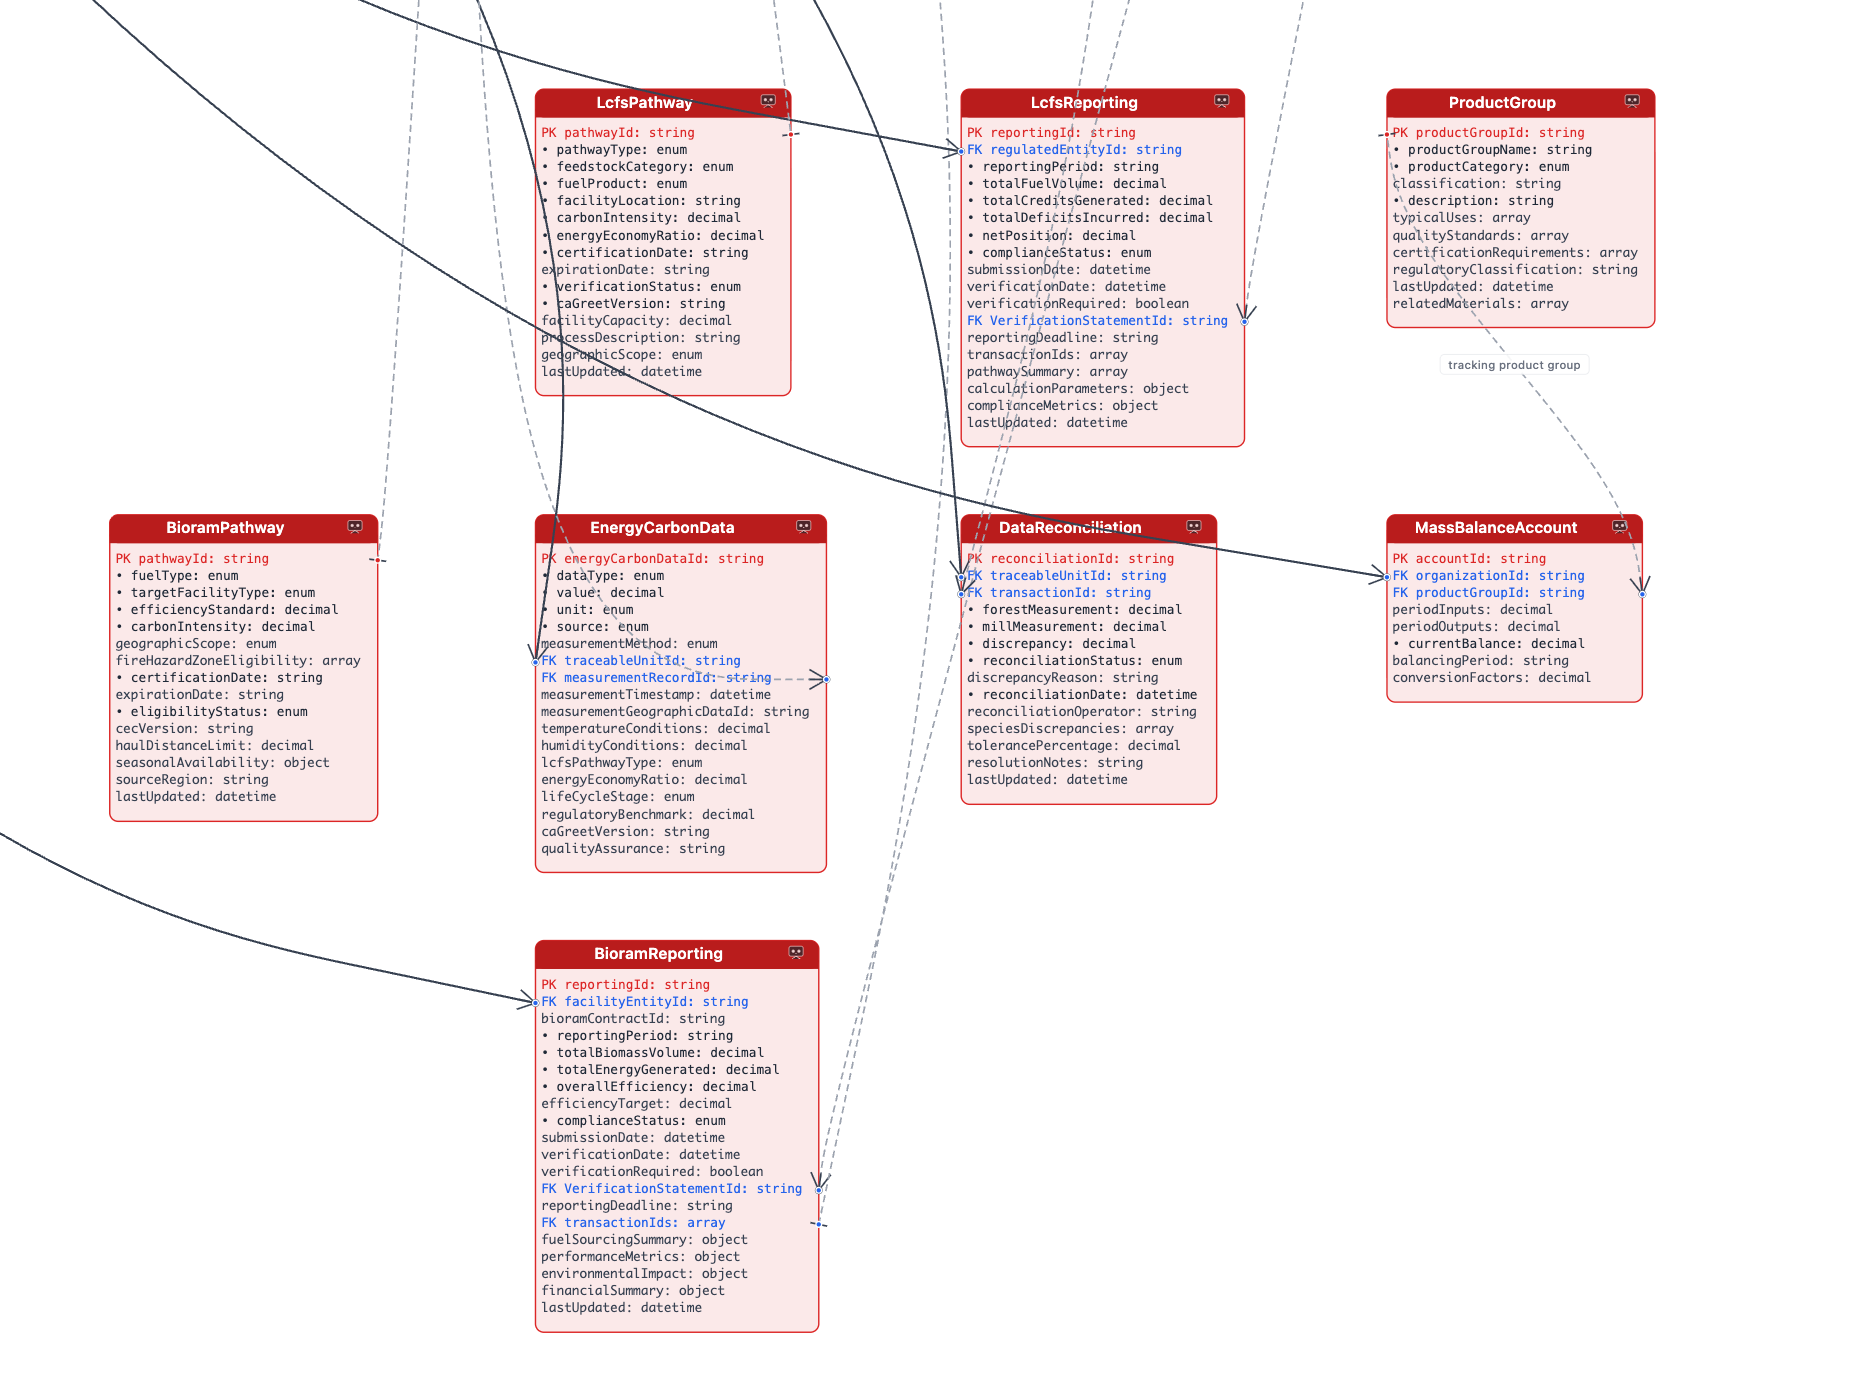 LcfsPathway
PK pathwayId: string
• pathwayType: enum
• feedstockCategory: enum
• fuelProduct: enum
• facilityLocation: string
• carbonIntensity: decimal
• energyEconomyRatio: decimal
• certificationDate: string
expirationDate: string
• verificationStatus: enum
• caGreetVersion: string
facilityCapacity: decimal
processDescription: string
geographicScope: enum
lastUpdated: datetime
LcfsReporting
PK reportingId: string
FK regulatedEntityId: string
• reportingPeriod: string
• totalFuelVolume: decimal
• totalCreditsGenerated: decimal
• totalDeficitsIncurred: decimal
• netPosition: decimal
• complianceStatus: enum
submissionDate: datetime
verificationDate: datetime
verificationRequired: boolean
FK VerificationStatementId: string
reportingDeadline: string
transactionIds: array
pathwaySummary: array
calculationParameters: object
complianceMetrics: object
lastUpdated: datetime
ProductGroup
PK productGroupId: string
• productGroupName: string
• productCategory: enum
classification: string
• description: string
typicalUses: array
qualityStandards: array
certificationRequirements: array
regulatoryClassification: string
lastUpdated: datetime
relatedMaterials: array
tracking product group
BioramPathway
PK pathwayId: string
• fuelType: enum
• targetFacilityType: enum
• efficiencyStandard: decimal
• carbonIntensity: decimal
geographicScope: enum
fireHazardZoneEligibility: array
• certificationDate: string
expirationDate: string
• eligibilityStatus: enum
cecVersion: string
haulDistanceLimit: decimal
seasonalAvailability: object
sourceRegion: string
lastUpdated: datetime
EnergyCarbonData
PK energyCarbonDataId: string
• dataType: enum
• value: decimal
• unit: enum
• source: enum
measurementMethod: enum
FK traceableUnitId: string
FK measurementRecordId: string
measurementTimestamp: datetime
measurementGeographicDataId: string
temperatureConditions: decimal
humidityConditions: decimal
lcfsPathwayType: enum
energyEconomyRatio: decimal
lifeCycleStage: enum
regulatoryBenchmark: decimal
caGreetVersion: string
qualityAssurance: string
DataReconciliation
PK reconciliationId: string
FK traceableUnitId: string
FK transactionId: string
• forestMeasurement: decimal
• millMeasurement: decimal
• discrepancy: decimal
• reconciliationStatus: enum
discrepancyReason: string
• reconciliationDate: datetime
reconciliationOperator: string
speciesDiscrepancies: array
tolerancePercentage: decimal
resolutionNotes: string
lastUpdated: datetime
MassBalanceAccount
PK accountId: string
FK organizationId: string
FK productGroupId: string
periodInputs: decimal
periodOutputs: decimal
• currentBalance: decimal
balancingPeriod: string
conversionFactors: decimal
BioramReporting
PK reportingId: string
FK facilityEntityId: string
bioramContractId: string
• reportingPeriod: string
• totalBiomassVolume: decimal
• totalEnergyGenerated: decimal
• overallEfficiency: decimal
efficiencyTarget: decimal
• complianceStatus: enum
submissionDate: datetime
verificationDate: datetime
verificationRequired: boolean
FK VerificationStatementId: string
reportingDeadline: string
FK transactionIds: array
fuelSourcingSummary: object
performanceMetrics: object
environmentalImpact: object
financialSummary: object
lastUpdated: datetime